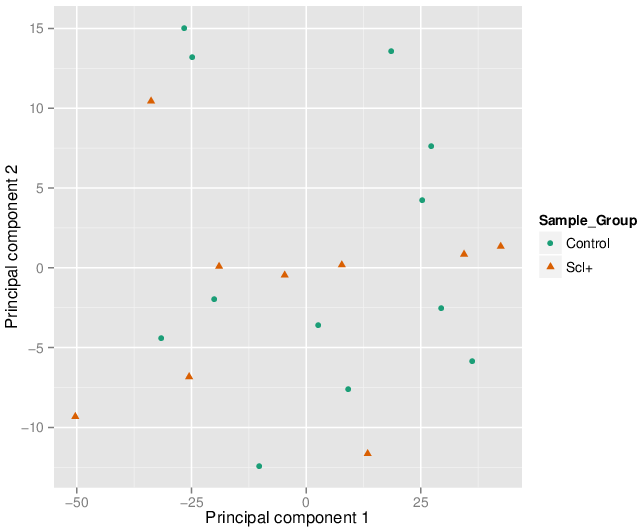 15
10
5
0
−5
−10
Principal component 2
−50
−25
0
25
Principal component 1
Sample_Group
Control
Scl+